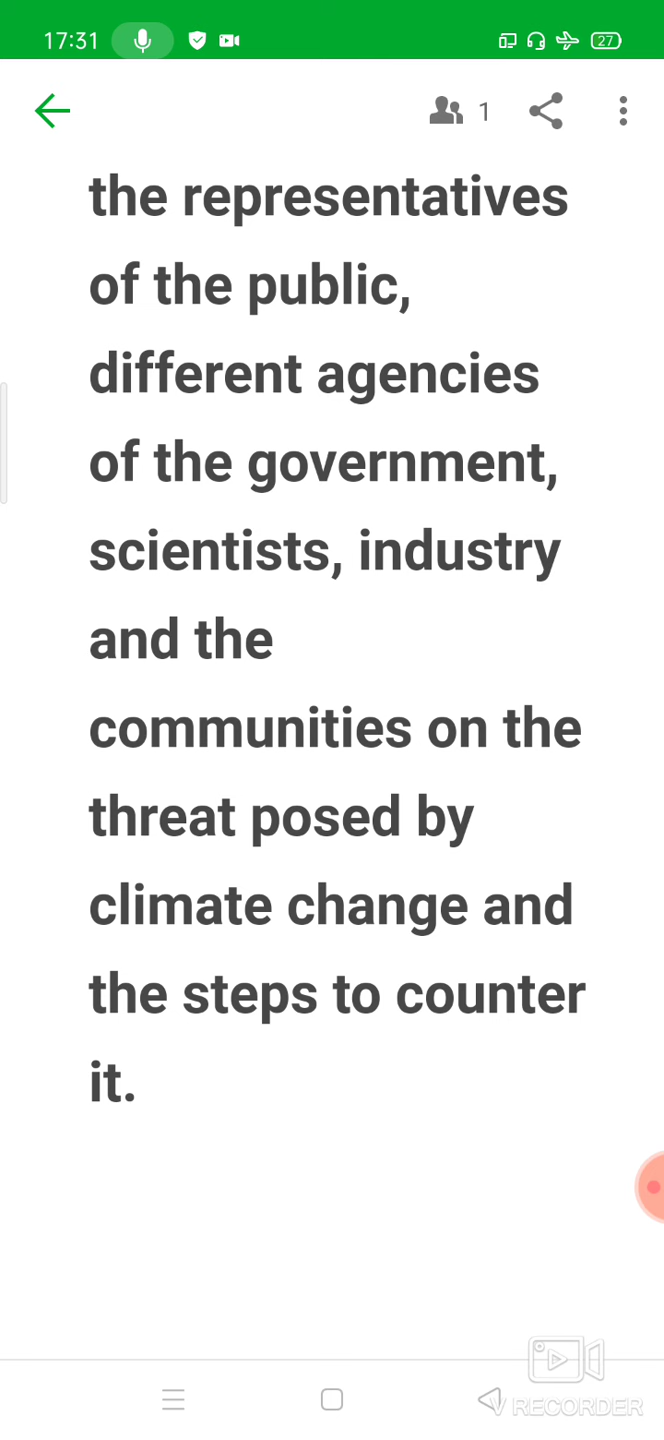 17:31
27
1
the representatives
of the public,
different agencies
of the government,
scientists, industry
and the
communities on the
threat posed by
climate change and
the steps to counter
it.
V RECORDER